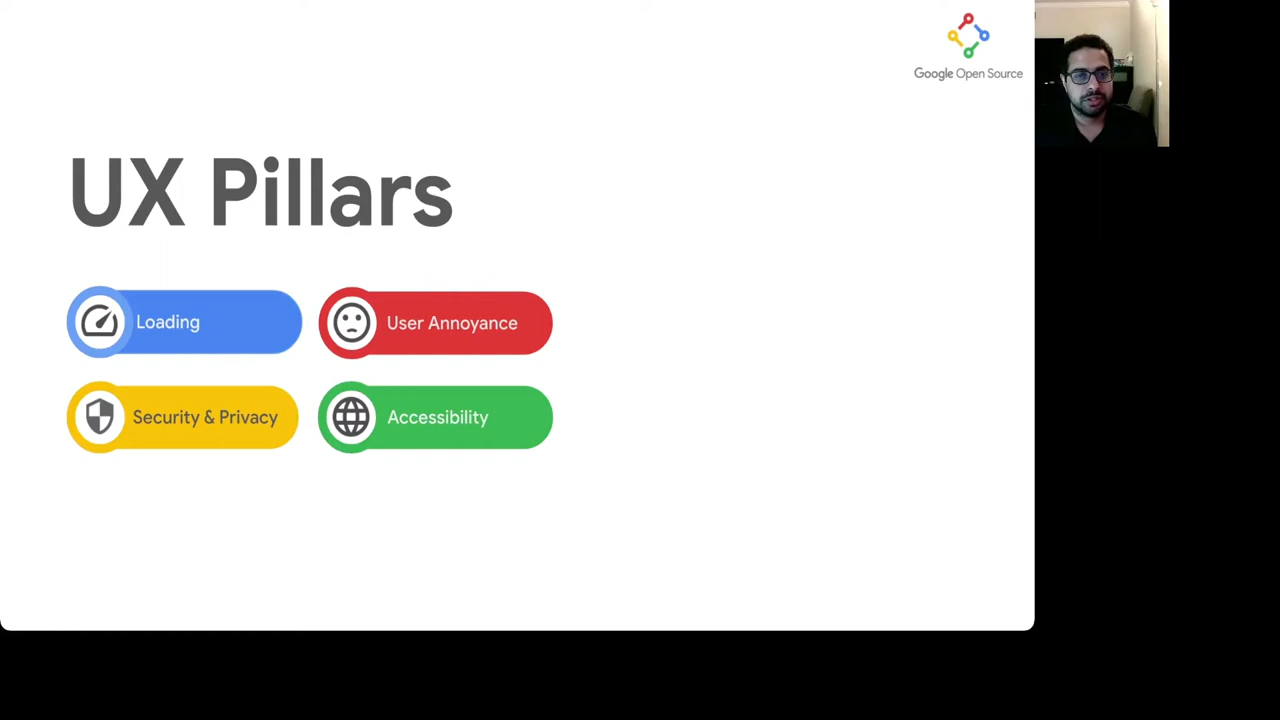 Google Open Source
UX Pillars
Loading
User Annoyance
Security & Privacy
Accessibility